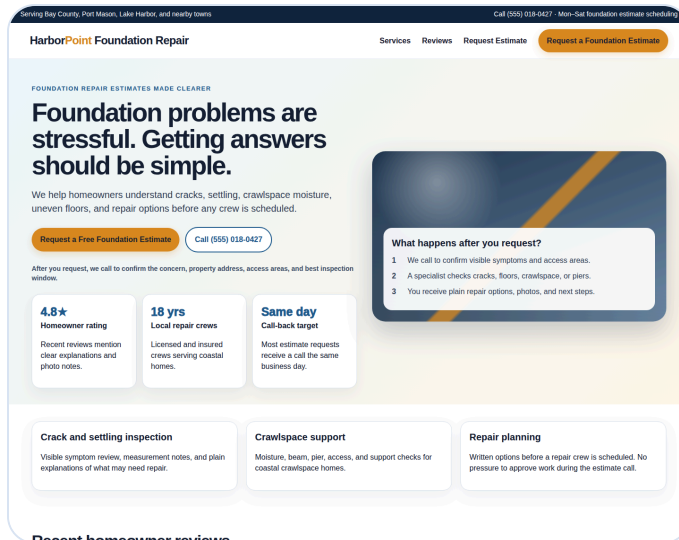 Serving Bay County, Port Mason, Lake Harbor, and nearby towns
Call (555) 018-0427 · Mon–Sat foundation estimate scheduling
HarborPoint Foundation Repair
Services
Reviews
Request Estimate
Request a Foundation Estimate
FOUNDATION REPAIR ESTIMATES MADE CLEARER
Foundation problems are
stressful. Getting answers
should be simple.
We help homeowners understand cracks, settling, crawlspace moisture,
uneven floors, and repair options before any crew is scheduled.
Request a Free Foundation Estimate
Call (555) 018-0427
After you request, we call to confirm the concern, property address, access areas, and best inspection
window.
4.8★
Homeowner rating
Recent reviews mention
clear explanations and
photo notes.
18 yrs
Local repair crews
Licensed and insured
crews serving coastal
homes.
Same day
Call-back target
Most estimate requests
receive a call the same
business day.
What happens after you request?
1 We call to confirm visible symptoms and access areas.
2 A specialist checks cracks, floors, crawlspace, or piers.
3 You receive plain repair options, photos, and next steps.
Crack and settling inspection
Visible symptom review, measurement notes, and plain
explanations of what may need repair.
Crawlspace support
Moisture, beam, pier, access, and support checks for
coastal crawlspace homes.
Repair planning
Written options before a repair crew is scheduled. No
pressure to approve work during the estimate call.
Recent homeowner reviews